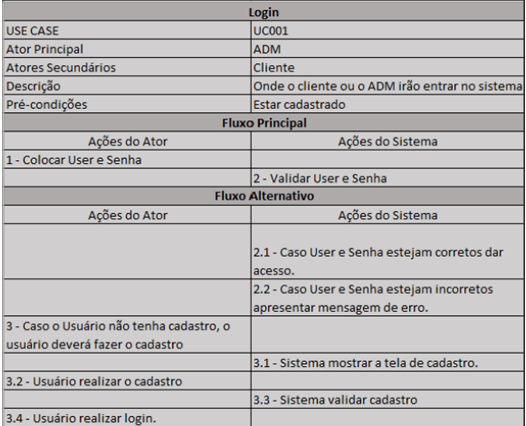 Login
USE CASE UC001
Ator Principal ADM
Atores Secundários Cliente
Descrição Onde o cliente ou o ADM irão entrar no sistema
Pré-condições Estar cadastrado
Fluxo Principal
Ações do Ator Ações do Sistema
1 - Colocar User e Senha
2 - Validar User e Senha
Fluxo Alternativo
Ações do Ator Ações do Sistema
2.1 - Caso User e Senha estejam corretos dar
acesso.
2.2 - Caso User e Senha estejam incorretos
apresentar mensagem de erro.
3 - Caso o Usuário não tenha cadastro, o
usuário deverá fazer o cadastro
3.1 - Sistema mostrar a tela de cadastro.
3.2 - Usuário realizar o cadastro
3.3 - Sistema validar cadastro
3.4 - Usuário realizar login.